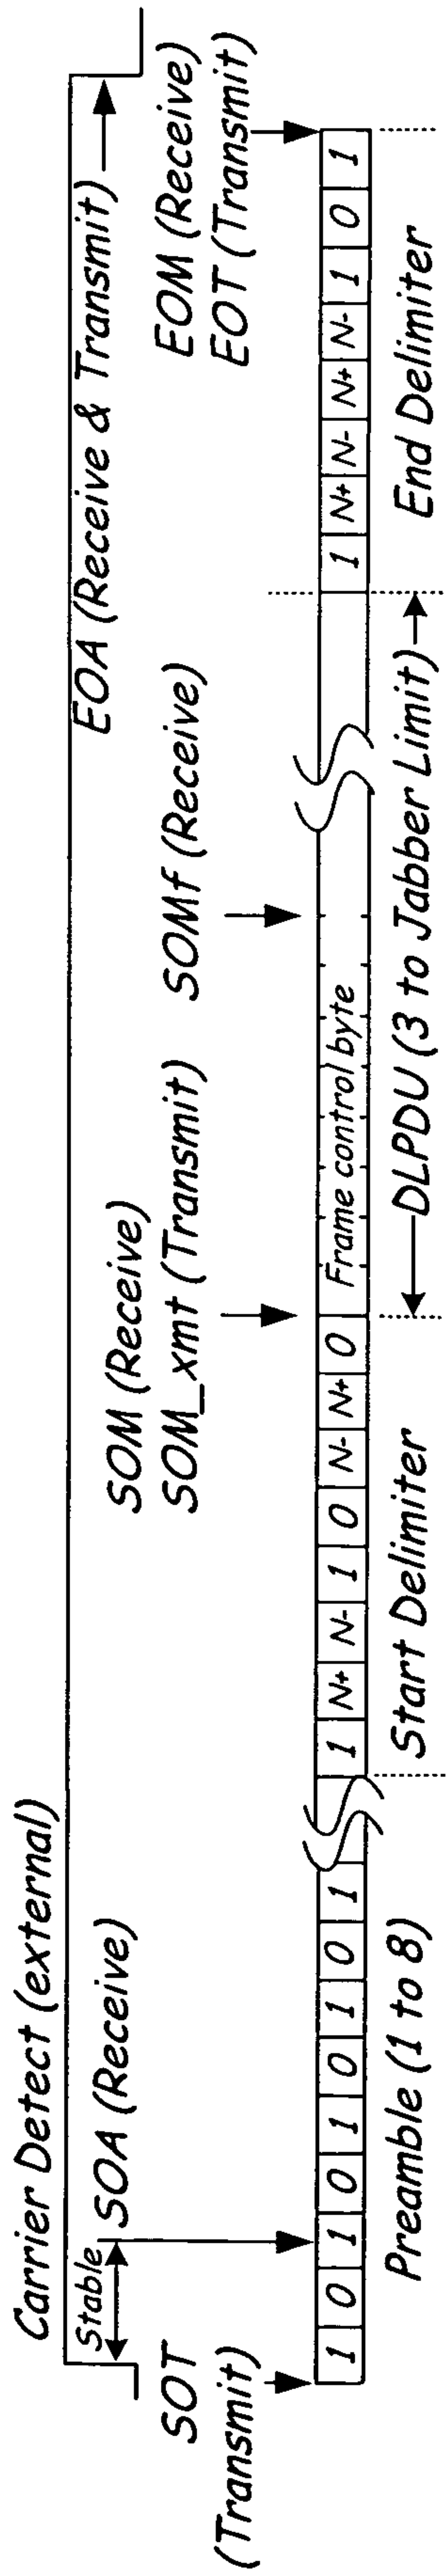 Carrier Detect (external)
EOA (Receive & Transmit)
Stable
SOA (Receive)
SOM (Receive)
SOM_xmt (Transmit)
SOMf (Receive)
EOM (Receive)
EOT (Transmit)
SOT
(Transmit)
1 0 1 0 1 0 1 0 1
1 N+ N- 1 0 N- N+ 0
Frame control byte
1 N+ N- N+ N- 1 0 1
Preamble (1 to 8)
Start Delimiter
DLPDU (3 to Jabber Limit)
End Delimiter